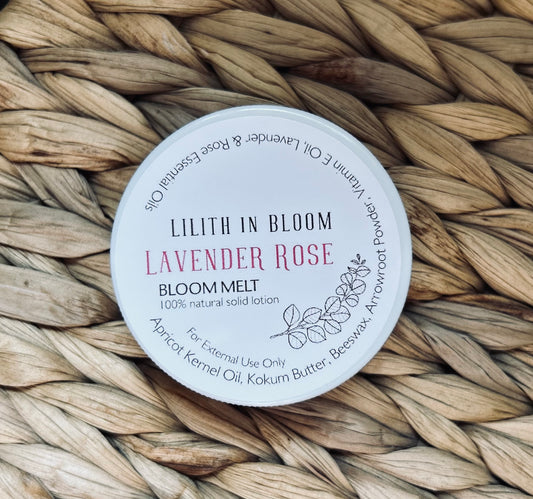 LILITH IN BLOOM
LAVENDER ROSE
BLOOM MELT
100% natural solid lotion
For External Use Only
Apricot Kernel Oil, Kokum Butter, Beeswax, Arrowroot Powder, Vitamin E Oil, Lavender & Rose Essential Oils